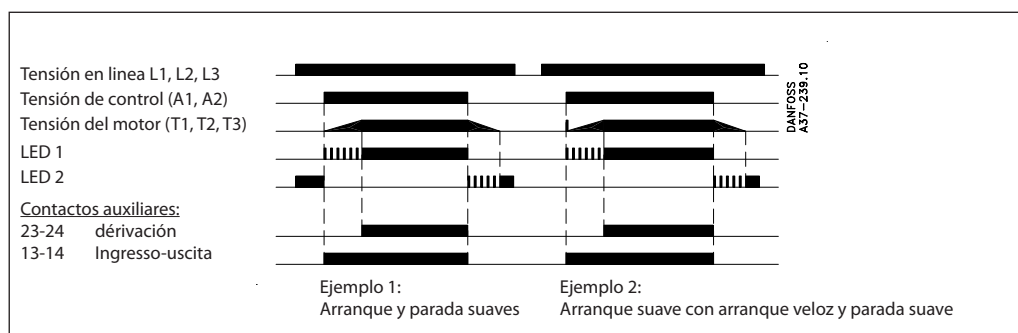 Tensión en linea L1, L2, L3
Tensión de control (A1, A2)
Tensión del motor (T1, T2, T3)
LED 1
LED 2
Contactos auxiliares:
23-24 dérivación
13-14 Ingresso-uscita
Ejemplo 1:
Arranque y parada suaves
Ejemplo 2:
Arranque suave con arranque veloz y parada suave
DANFOSS
A37-239.10